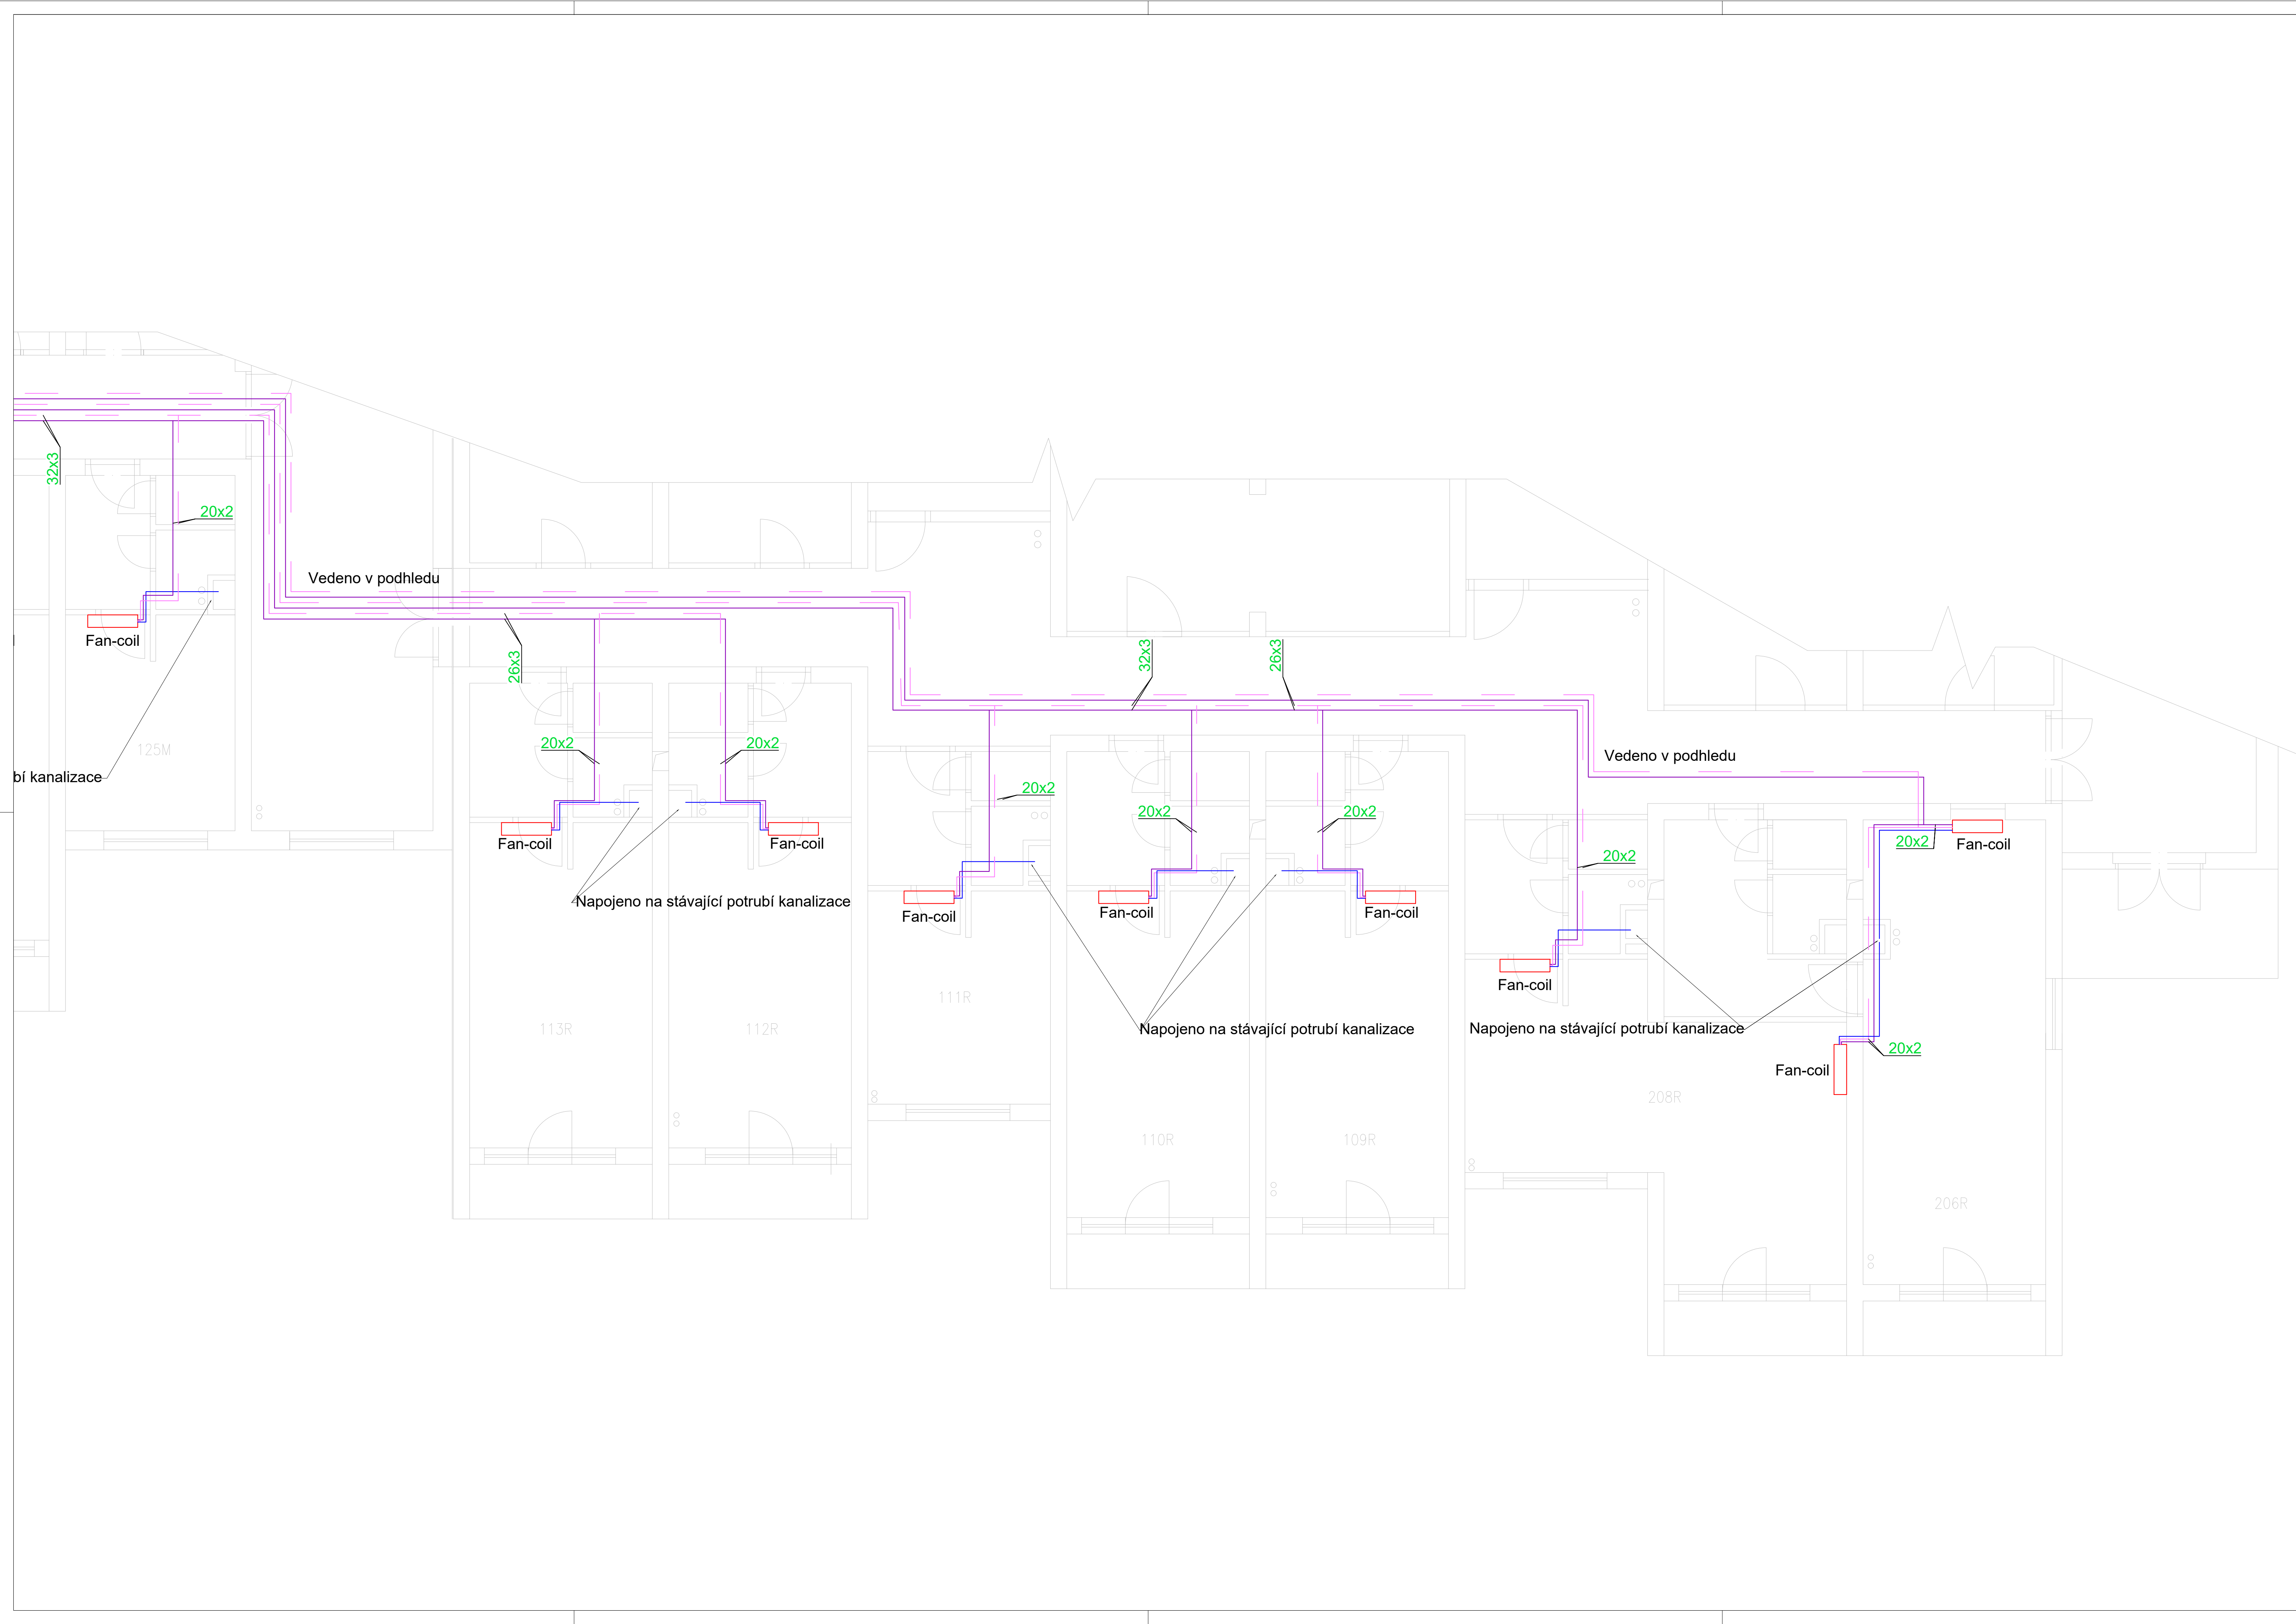 32x3
20x2
Vedeno v podhledu
Fan-coil
26x3
32x3
26x3
125M
bí kanalizace
20x2
20x2
Vedeno v podhledu
20x2
20x2
20x2
Fan-coil
Fan-coil
20x2
20x2
Fan-coil
Napojeno na stávající potrubí kanalizace
Fan-coil
Fan-coil
Fan-coil
Fan-coil
111R
113R
112R
Napojeno na stávající potrubí kanalizace
Napojeno na stávající potrubí kanalizace
20x2
Fan-coil
208R
110R
109R
206R